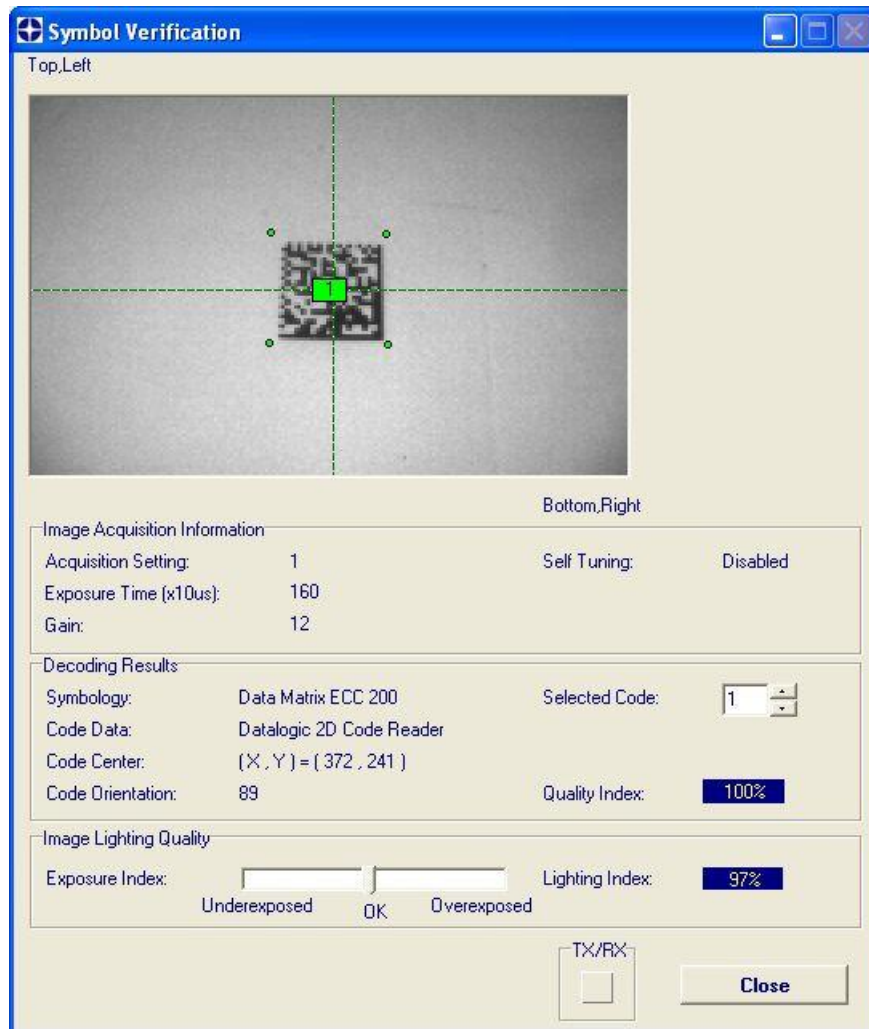 Symbol Verification
Top,Left
1
Bottom,Right
Image Acquisition Information
Acquisition Setting: 1 Self Tuning: Disabled
Exposure Time (x10us): 160
Gain: 12
Decoding Results
Symbology: Data Matrix ECC 200 Selected Code: 1
Code Data: Datalogic 2D Code Reader
Code Center: ( X , Y ) = ( 372 , 241 )
Code Orientation: 89 Quality Index: 100%
Image Lighting Quality
Exposure Index: Lighting Index: 97%
Underexposed OK Overexposed
TX/RX
Close